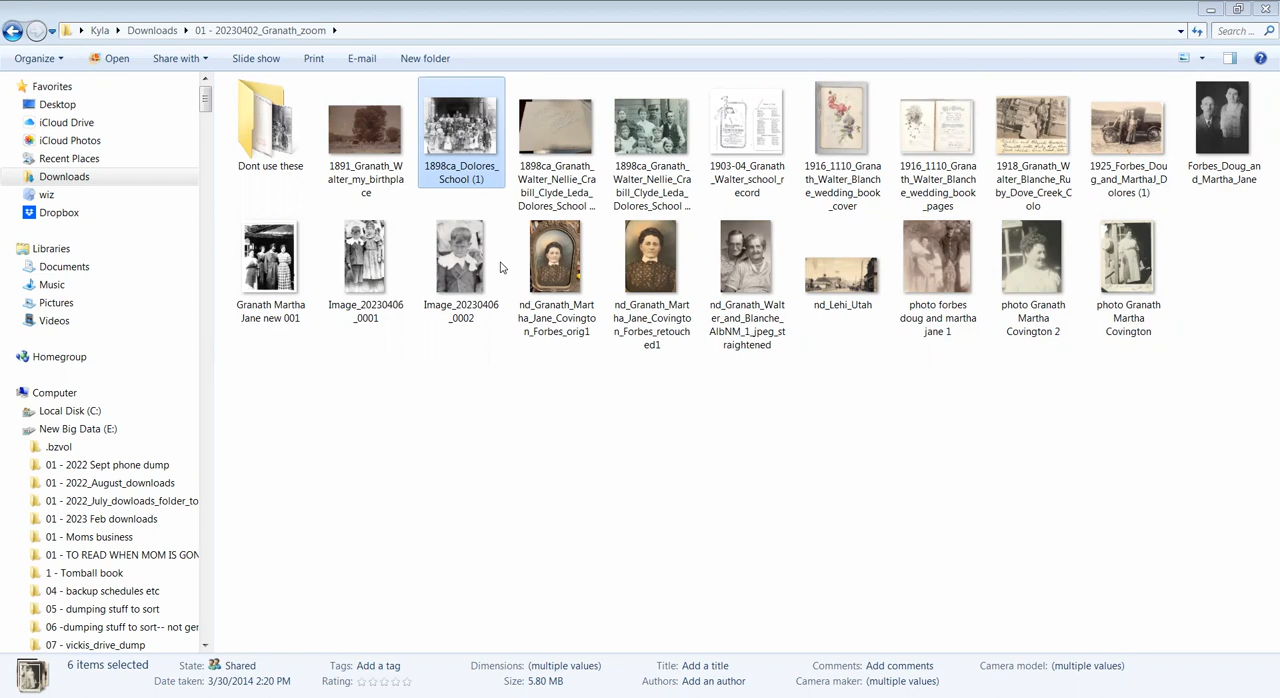 Kyla Downloads 01 - 20230402_Granath_zoom Search ...
Organize Open Share with Slide show Print E-mail New folder
Favorites
Desktop
iCloud Drive
iCloud Photos
Recent Places
Downloads
wiz
Dropbox
Libraries
Documents
Music
Pictures
Videos
Homegroup
Computer
Local Disk (C:)
New Big Data (E:)
.bzvol
01 - 2022 Sept phone dump
01 - 2022_August_downloads
01 - 2022_July_dowloads_folder_to
01 - 2023 Feb downloads
01 - Moms business
01 - TO READ WHEN MOM IS GON
1 - Tomball book
04 - backup schedules etc
05 - dumping stuff to sort
06 -dumping stuff to sort-- not ger
07 - vickis_drive_dump
Dont use these
1891_Granath_W
alter_my_birthpla
ce
1898ca_Dolores_
School (1)
1898ca_Granath_
Walter_Nellie_Cra
bill_Clyde_Leda_
Dolores_School ...
1898ca_Granath_
Walter_Nellie_Cra
bill_Clyde_Leda_
Dolores_School ...
1903-04_Granath
_Walter_school_r
ecord
1916_1110_Grana
th_Walter_Blanch
e_wedding_book
_cover
1916_1110_Grana
th_Walter_Blanch
e_wedding_book
_pages
1918_Granath_W
alter_Blanche_Ru
by_Dove_Creek_C
olo
1925_Forbes_Dou
g_and_MarthaJ_D
olores (1)
Forbes_Doug_an
d_Martha_Jane
Granath Martha
Jane new 001
Image_20230406
_0001
Image_20230406
_0002
nd_Granath_Mart
ha_Jane_Covingto
n_Forbes_orig1
nd_Granath_Mart
ha_Jane_Covingto
n_Forbes_retouch
ed1
nd_Granath_Walt
er_and_Blanche_
AlbNM_1_jpeg_st
raightened
nd_Lehi_Utah
photo forbes
doug and martha
jane 1
photo Granath
Martha
Covington 2
photo Granath
Martha
Covington
6 items selected State: Shared Tags: Add a tag Dimensions: (multiple values) Title: Add a title Comments: Add comments Camera model: (multiple values)
Date taken: 3/30/2014 2:20 PM Rating: Size: 5.80 MB Authors: Add an author Camera maker: (multiple values)